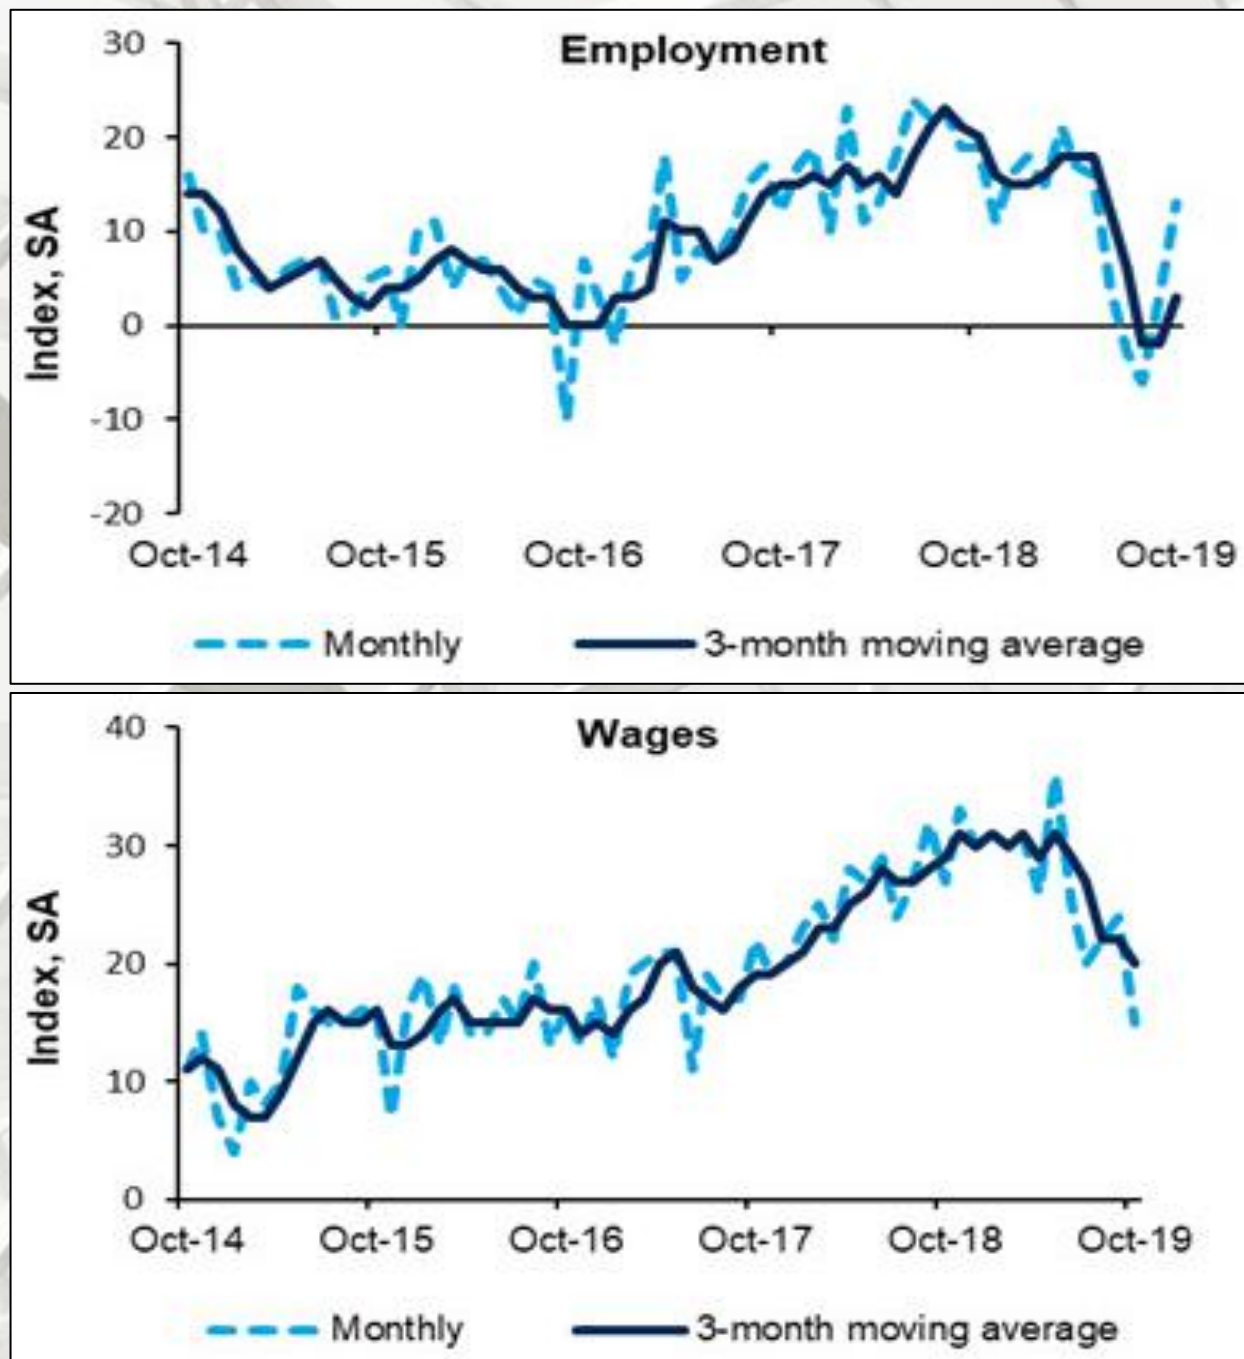 Employment
30
20
10
0
-10
-20
Index, SA
Oct-14 Oct-15 Oct-16 Oct-17 Oct-18 Oct-19
Monthly 3-month moving average
Wages
40
30
20
10
0
Index, SA
Oct-14 Oct-15 Oct-16 Oct-17 Oct-18 Oct-19
Monthly 3-month moving average